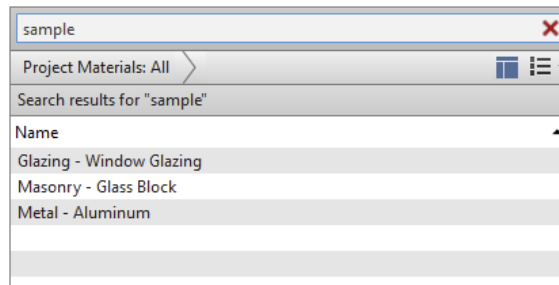 sample
Project Materials: All
Search results for "sample"
Name
Glazing - Window Glazing
Masonry - Glass Block
Metal - Aluminum